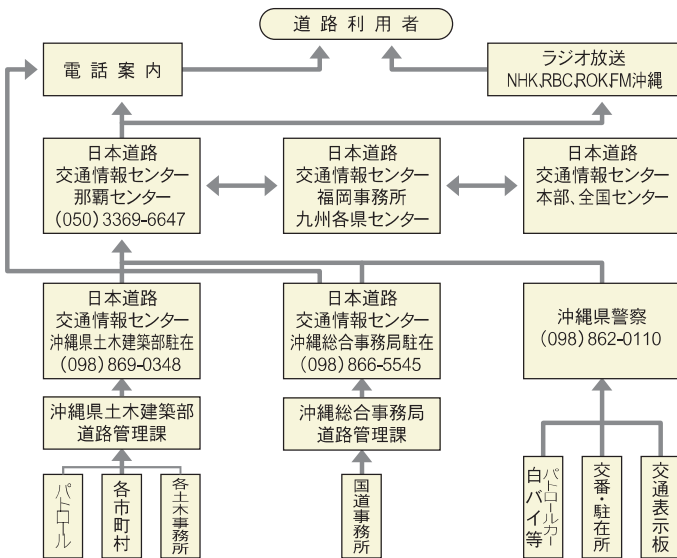 道路利用者
電話案内
ラジオ放送
NHK,RBC,ROK,FM沖縄
日本道路
交通情報センター
那覇センター
(050)3369-6647
日本道路
交通情報センター
福岡事務所
九州各県センター
日本道路
交通情報センター
本部、全国センター
日本道路
交通情報センター
沖縄県土木建築部駐在
(098)869-0348
日本道路
交通情報センター
沖縄総合事務局駐在
(098)866-5545
沖縄県警察
(098)862-0110
沖縄県土木建築部
道路管理課
沖縄総合事務局
道路管理課
パトロール
各市町村
各土木事務所
国道事務所
パトロールカー
白バイ等
交番・駐在所
交通表示板